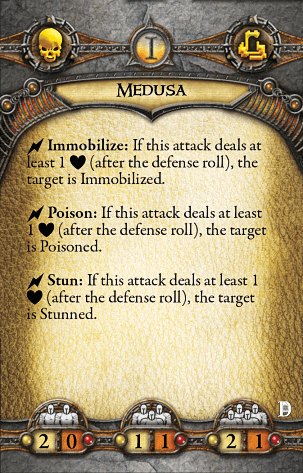 I
MEDUSA
Immobilize: If this attack deals at
least 1 (after the defense roll), the
target is Immobilized.
Poison: If this attack deals at least
1 (after the defense roll), the target
is Poisoned.
Stun: If this attack deals at least 1
(after the defense roll), the target
is Stunned.
D
2 0 1 1 2 1